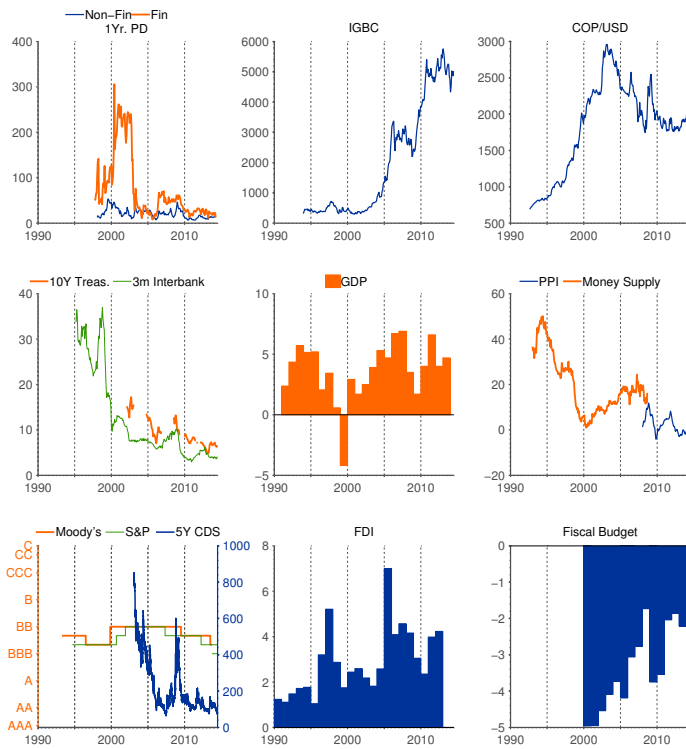 Non−Fin Fin
1Yr. PD
400
300
200
100
0
1990 2000 2010
IGBC
6000
5000
4000
3000
2000
1000
0
1990 2000 2010
COP/USD
3000
2500
2000
1500
1000
500
1990 2000 2010
10Y Treas. 3m Interbank
40
30
20
10
0
1990 2000 2010
GDP
10
5
0
−5
1990 2000 2010
PPI Money Supply
60
40
20
0
−20
1990 2000 2010
Moody's S&P 5Y CDS
C
CC
CCC
B
BB
BBB
A
AA
AAA
1000
800
600
400
200
0
1990 2000 2010
FDI
8
6
4
2
0
1990 2000 2010
Fiscal Budget
0
−1
−2
−3
−4
−5
1990 2000 2010